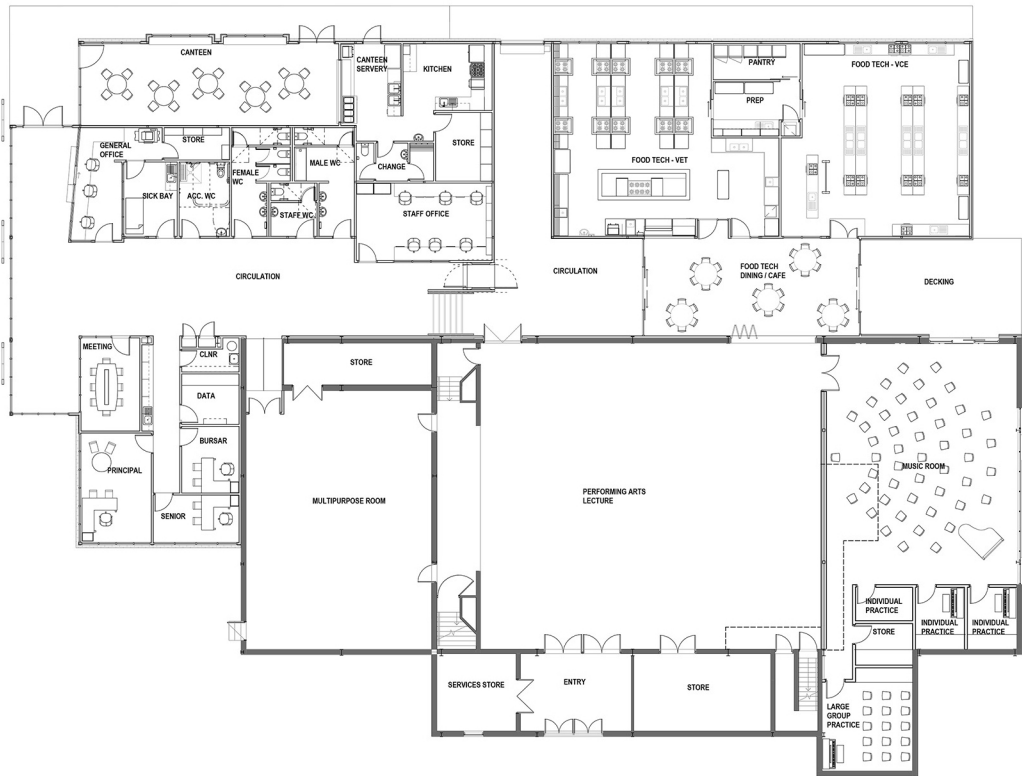 CANTEEN
CANTEEN
SERVERY
KITCHEN
PANTRY
FOOD TECH - VCE
PREP
GENERAL
OFFICE
STORE
STORE
FOOD TECH - VET
MALE WC
CHANGE
FEMALE
WC
SICK BAY
ACC. WC
STAFF WC
STAFF OFFICE
CIRCULATION
CIRCULATION
FOOD TECH
DINING / CAFE
DECKING
MEETING
CLNR
STORE
DATA
BURSAR
PRINCIPAL
SENIOR
MULTIPURPOSE ROOM
PERFORMING ARTS
LECTURE
MUSIC ROOM
INDIVIDUAL
PRACTICE
INDIVIDUAL
PRACTICE
INDIVIDUAL
PRACTICE
STORE
SERVICES STORE
ENTRY
STORE
LARGE
GROUP
PRACTICE